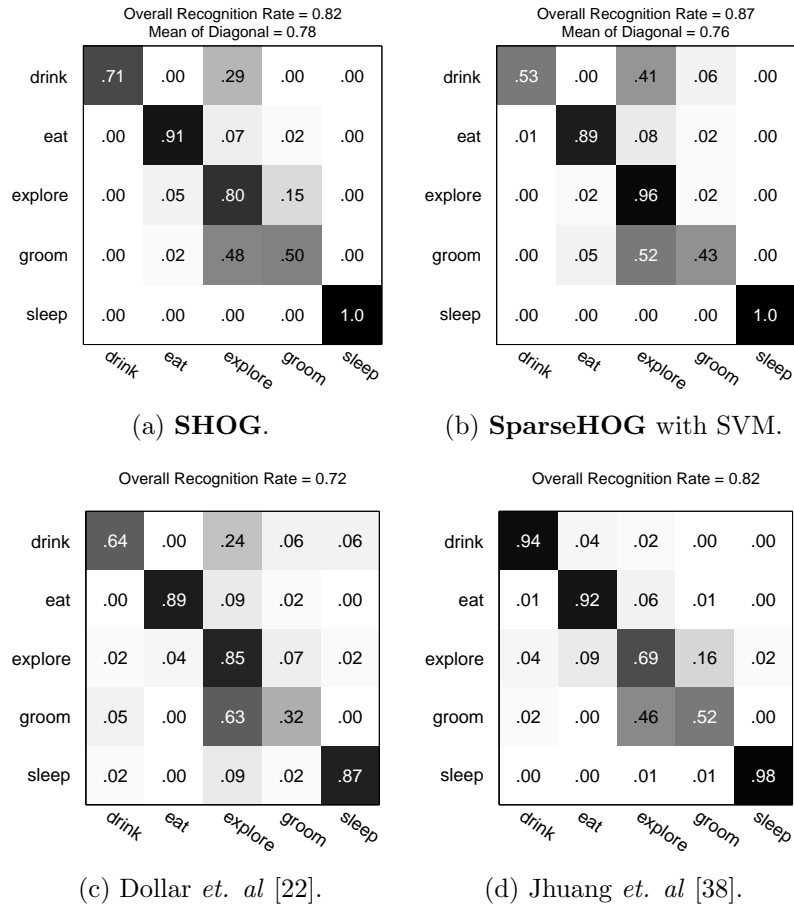 Overall Recognition Rate = 0.82
Mean of Diagonal = 0.78
drink .71 .00 .29 .00 .00
eat .00 .91 .07 .02 .00
explore .00 .05 .80 .15 .00
groom .00 .02 .48 .50 .00
sleep .00 .00 .00 .00 1.0
drink eat explore groom sleep
(a) SHOG.
Overall Recognition Rate = 0.87
Mean of Diagonal = 0.76
drink .53 .00 .41 .06 .00
eat .01 .89 .08 .02 .00
explore .00 .02 .96 .02 .00
groom .00 .05 .52 .43 .00
sleep .00 .00 .00 .00 1.0
drink eat explore groom sleep
(b) SparseHOG with SVM.
Overall Recognition Rate = 0.72
drink .64 .00 .24 .06 .06
eat .00 .89 .09 .02 .00
explore .02 .04 .85 .07 .02
groom .05 .00 .63 .32 .00
sleep .02 .00 .09 .02 .87
drink eat explore groom sleep
(c) Dollar et. al [22].
Overall Recognition Rate = 0.82
drink .94 .04 .02 .00 .00
eat .01 .92 .06 .01 .00
explore .04 .09 .69 .16 .02
groom .02 .00 .46 .52 .00
sleep .00 .00 .01 .01 .98
drink eat explore groom sleep
(d) Jhuang et. al [38].